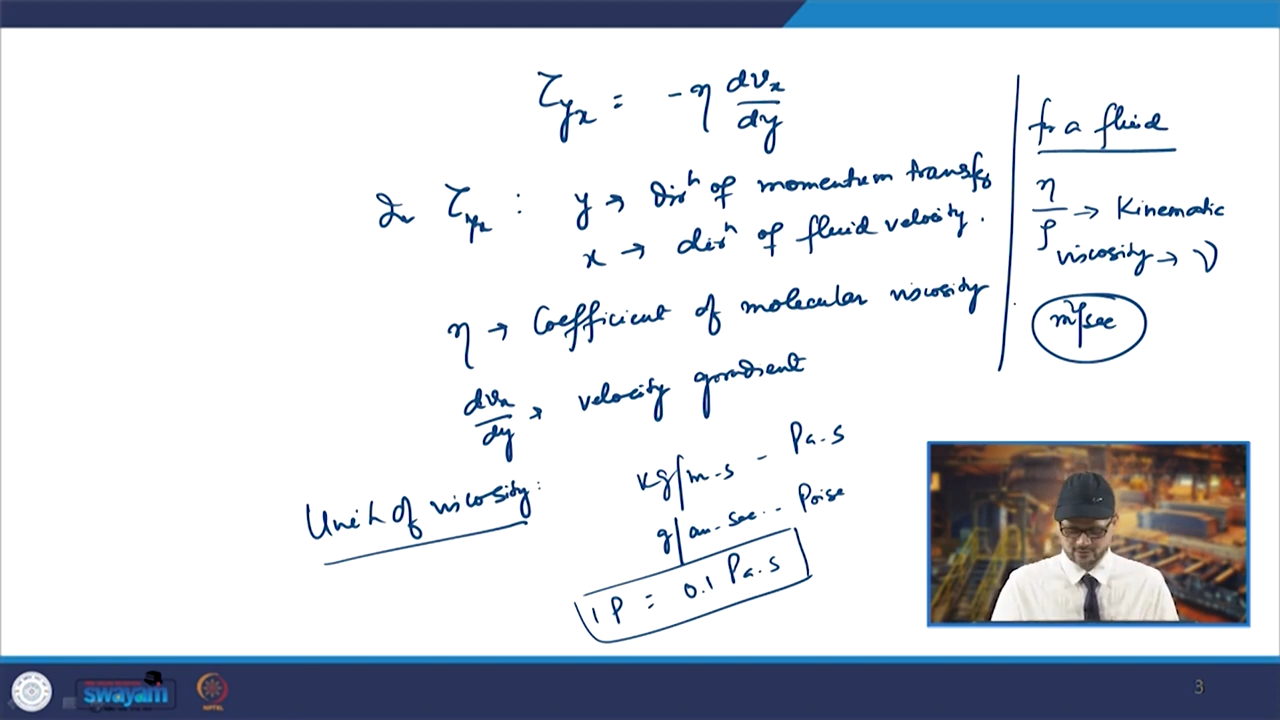 τyx = -η dvx/dy
In τyx : y → dirⁿ of momentum transfer
x → dirⁿ of fluid velocity.
η → Coefficient of molecular viscosity
dvx/dy → velocity gradient
Unit of viscosity:
kg/m-s - Pa.s
g/cm-sec -- Poise
1 P = 0.1 Pa.s
for a fluid
η/ρ → Kinematic
viscosity → ν
m²/sec
swayam
NPTEL
3